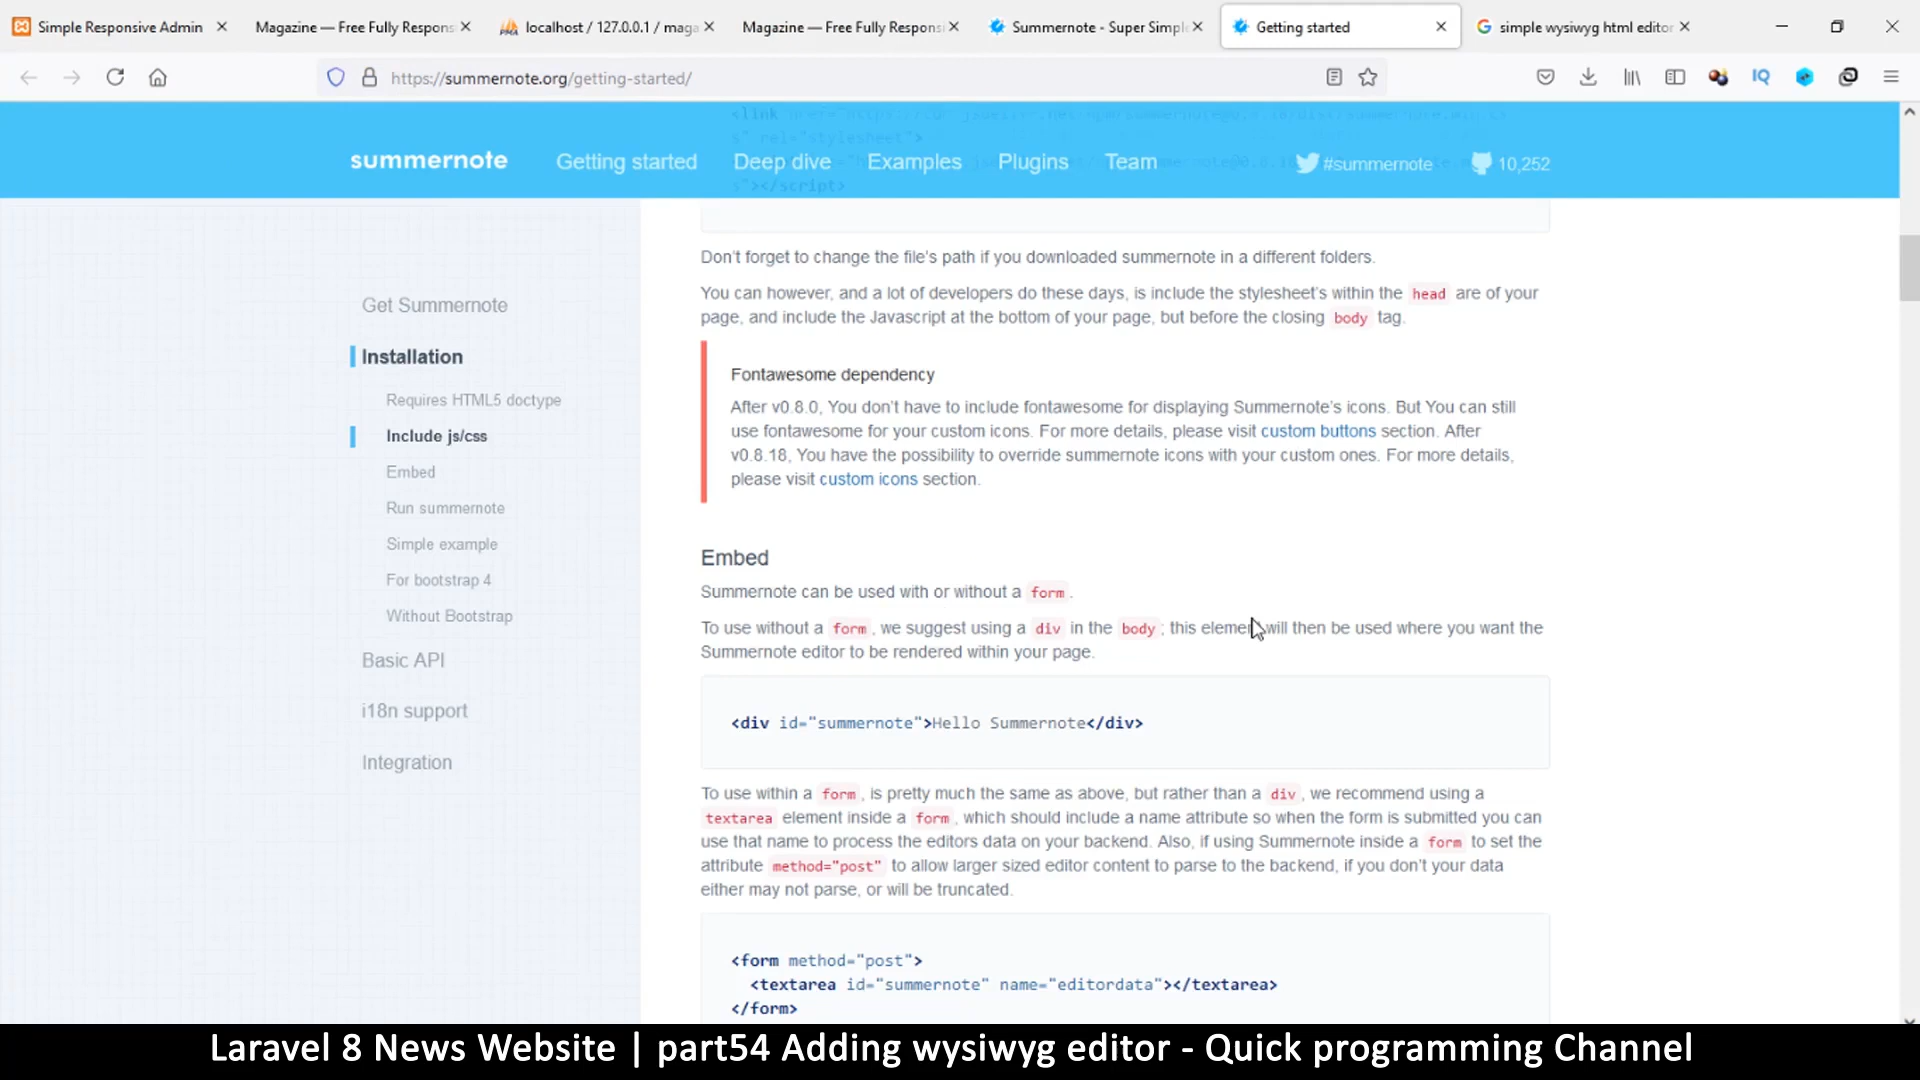 Simple Responsive Admin
Magazine — Free Fully Respons
localhost / 127.0.0.1 / maga
Magazine — Free Fully Responsi
Summernote - Super Simple
Getting started
simple wysiwyg html editor
https://summernote.org/getting-started/
s" rel="stylesheet">
s"></script>
summernote
Getting started
Deep dive
Examples
Plugins
Team
#summernote
10,252
Get Summernote
Installation
Requires HTML5 doctype
Include js/css
Embed
Run summernote
Simple example
For bootstrap 4
Without Bootstrap
Basic API
i18n support
Integration
Don't forget to change the file's path if you downloaded summernote in a different folders.
You can however, and a lot of developers do these days, is include the stylesheet's within the head are of your
page, and include the Javascript at the bottom of your page, but before the closing body tag.
Fontawesome dependency
After v0.8.0, You don't have to include fontawesome for displaying Summernote's icons. But You can still
use fontawesome for your custom icons. For more details, please visit custom buttons section. After
v0.8.18, You have the possibility to override summernote icons with your custom ones. For more details,
please visit custom icons section.
Embed
Summernote can be used with or without a form.
To use without a form, we suggest using a div in the body; this element will then be used where you want the
Summernote editor to be rendered within your page.
<div id="summernote">Hello Summernote</div>
To use within a form, is pretty much the same as above, but rather than a div, we recommend using a
textarea element inside a form, which should include a name attribute so when the form is submitted you can
use that name to process the editors data on your backend. Also, if using Summernote inside a form to set the
attribute method="post" to allow larger sized editor content to parse to the backend, if you don't your data
either may not parse, or will be truncated.
<form method="post">
<textarea id="summernote" name="editordata"></textarea>
</form>
Laravel 8 News Website | part54 Adding wysiwyg editor - Quick programming Channel